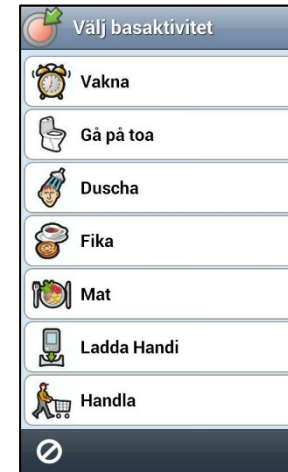 Välj basaktivitet
Vakna
Gå på toa
Duscha
Fika
Mat
Ladda Handi
Handla